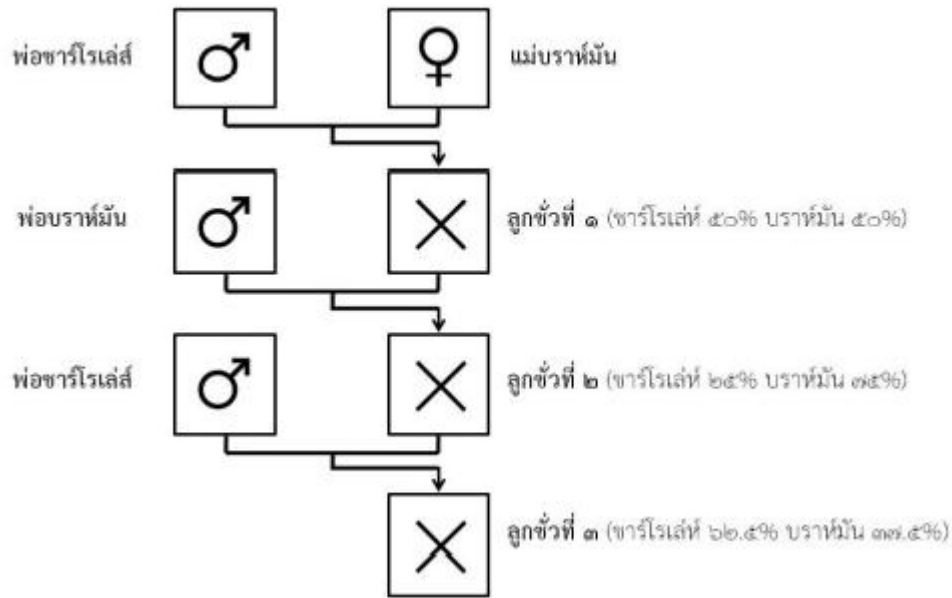 พ่อชาร์โรเล่ส์
แม่บราห์มัน
พ่อบราห์มัน
ลูกชั่วที่ ๑ (ชาร์โรเล่ห์ ๕๐% บราห์มัน ๕๐%)
พ่อชาร์โรเล่ส์
ลูกชั่วที่ ๒ (ชาร์โรเล่ห์ ๒๕% บราห์มัน ๗๕%)
ลูกชั่วที่ ๓ (ชาร์โรเล่ห์ ๖๒.๕% บราห์มัน ๓๗.๕%)